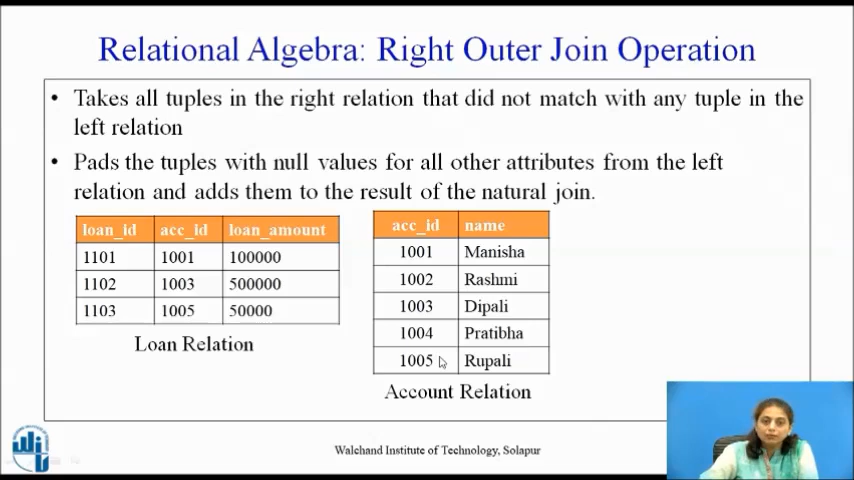 Relational Algebra: Right Outer Join Operation
• Takes all tuples in the right relation that did not match with any tuple in the
left relation
• Pads the tuples with null values for all other attributes from the left
relation and adds them to the result of the natural join.
loan_id acc_id loan_amount
1101 1001 100000
1102 1003 500000
1103 1005 50000
Loan Relation
acc_id name
1001 Manisha
1002 Rashmi
1003 Dipali
1004 Pratibha
1005 Rupali
Account Relation
Walchand Institute of Technology, Solapur